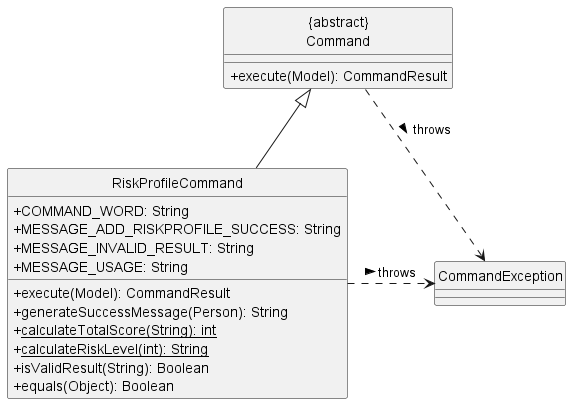 {abstract}
Command
+execute(Model): CommandResult
throws
RiskProfileCommand
+COMMAND_WORD: String
+MESSAGE_ADD_RISKPROFILE_SUCCESS: String
+MESSAGE_INVALID_RESULT: String
+MESSAGE_USAGE: String
+execute(Model): CommandResult
+generateSuccessMessage(Person): String
+calculateTotalScore(String): int
+calculateRiskLevel(int): String
+isValidResult(String): Boolean
+equals(Object): Boolean
throws
CommandException